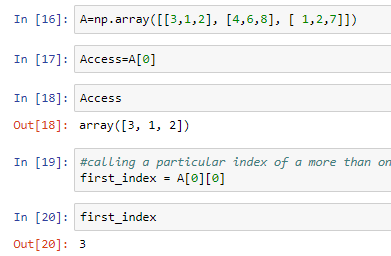 In [16]: A=np.array([[3,1,2], [4,6,8], [ 1,2,7]])
In [17]: Access=A[0]
In [18]: Access
Out[18]: array([3, 1, 2])
In [19]: #calling a particular index of a more than on
first_index = A[0][0]
In [20]: first_index
Out[20]: 3